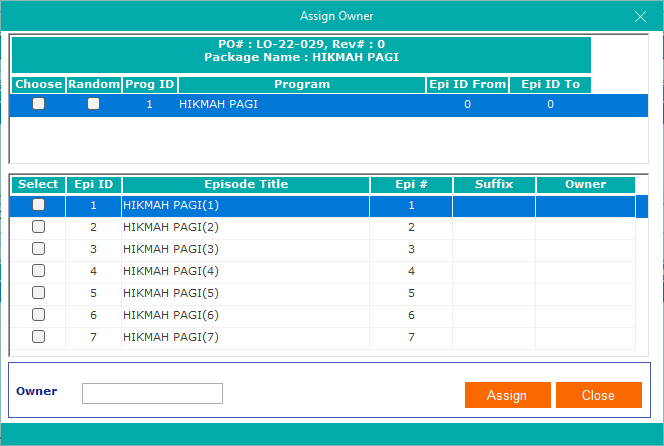 Assign Owner
PO# : LO-22-029, Rev# : 0
Package Name : HIKMAH PAGI
Choose Random Prog ID Program Epi ID From Epi ID To
1 HIKMAH PAGI 0 0
Select Epi ID Episode Title Epi # Suffix Owner
1 HIKMAH PAGI(1) 1
2 HIKMAH PAGI(2) 2
3 HIKMAH PAGI(3) 3
4 HIKMAH PAGI(4) 4
5 HIKMAH PAGI(5) 5
6 HIKMAH PAGI(6) 6
7 HIKMAH PAGI(7) 7
Owner Assign Close